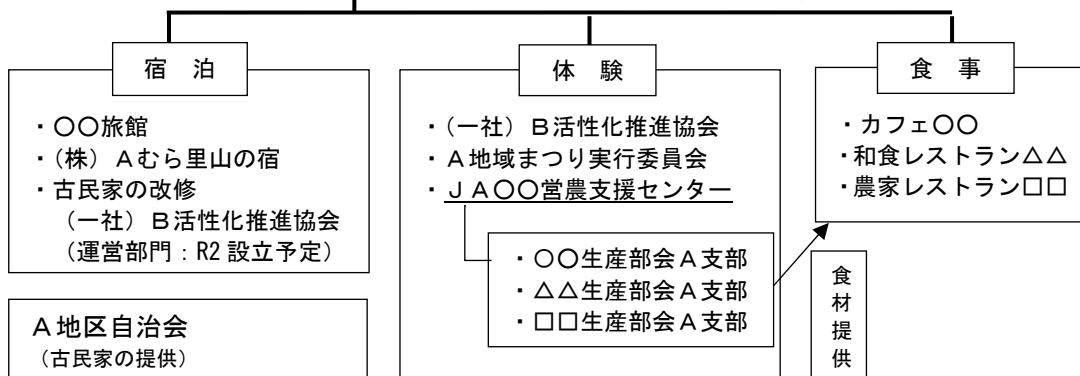 宿　泊
・〇〇旅館
・(株) Ａむら里山の宿
・古民家の改修
（一社）Ｂ活性化推進協会
（運営部門：R2 設立予定）
Ａ地区自治会
（古民家の提供）
体　験
・（一社）Ｂ活性化推進協会
・Ａ地域まつり実行委員会
・ＪＡ〇〇営農支援センター
・〇〇生産部会Ａ支部
・△△生産部会Ａ支部
・□□生産部会Ａ支部
食　事
・カフェ〇〇
・和食レストラン△△
・農家レストラン□□
食材提供